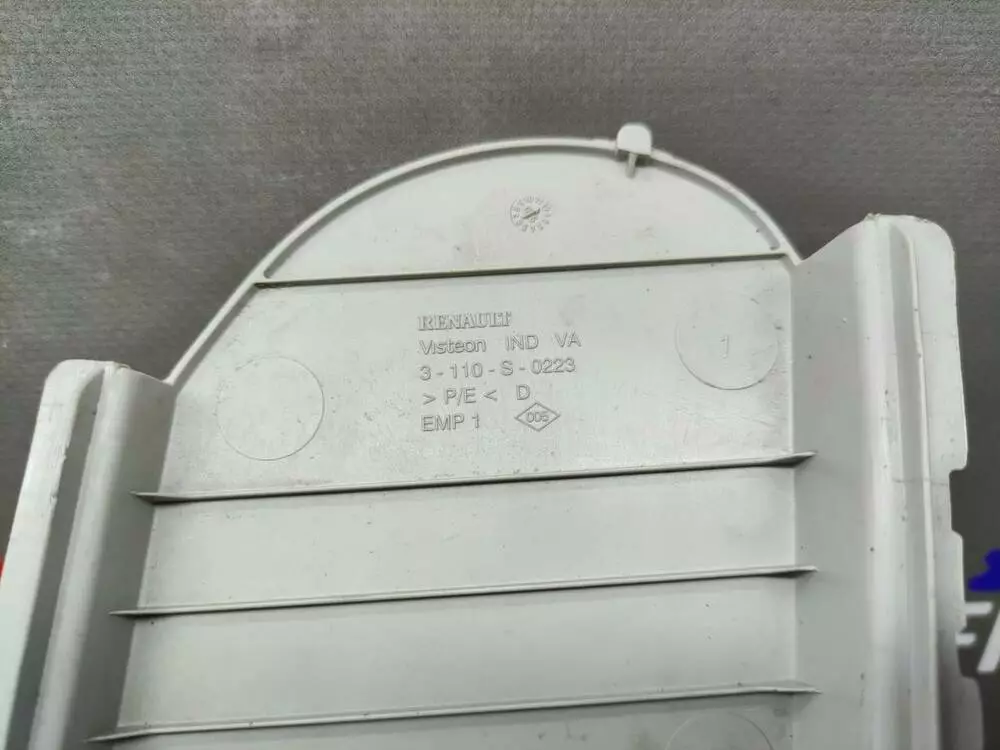 RENAULT
Visteon IND VA
3 - 110 - S - 0223
1
> P/E < D
EMP 1 005